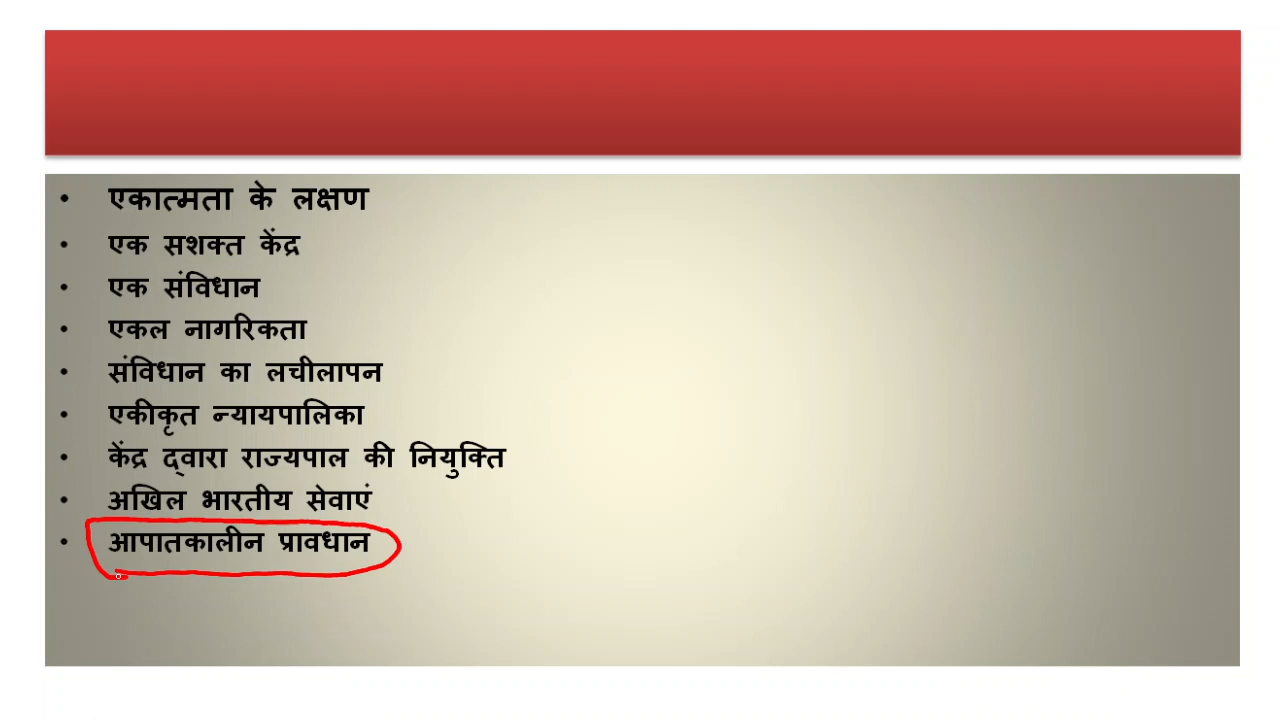 एकात्मता के लक्षण
एक सशक्त केंद्र
एक संविधान
एकल नागरिकता
संविधान का लचीलापन
एकीकृत न्यायपालिका
केंद्र द्वारा राज्यपाल की नियुक्ति
अखिल भारतीय सेवाएं
आपातकालीन प्रावधान